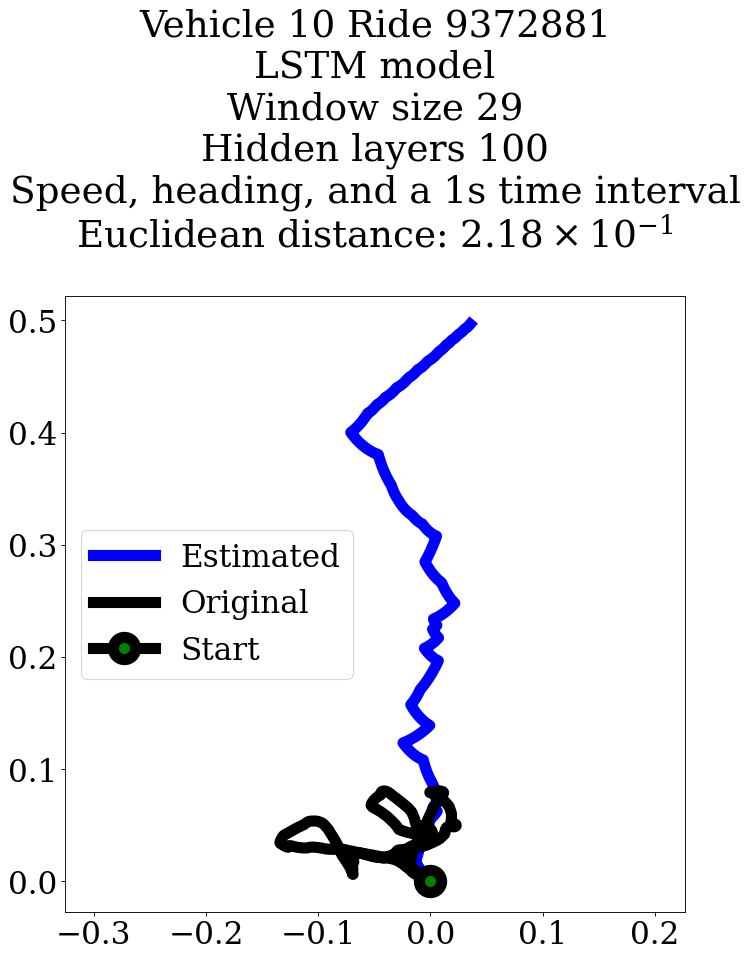 Vehicle 10 Ride 9372881
LSTM model
Window size 29
Hidden layers 100
Speed, heading, and a 1s time interval
Euclidean distance: 2.18 × 10⁻¹
0.5
0.4
0.3
0.2
0.1
0.0
Estimated
Original
Start
−0.3 −0.2 −0.1 0.0 0.1 0.2